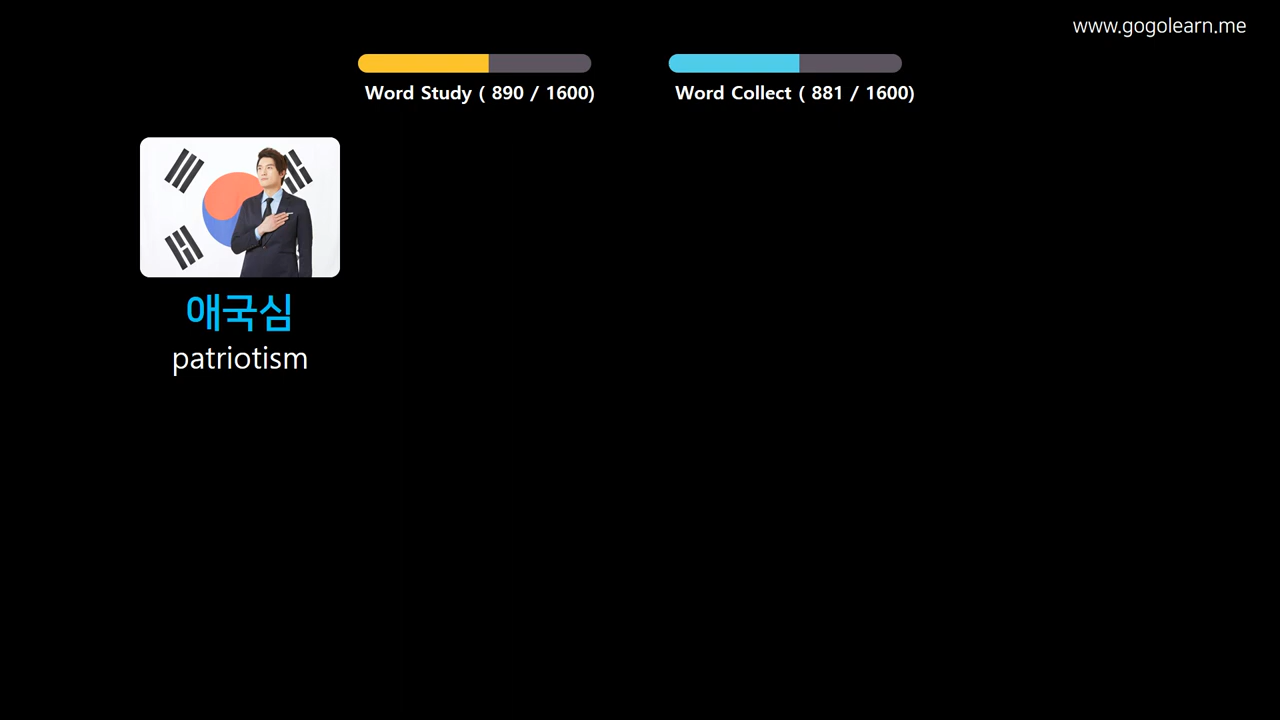 www.gogolearn.me
Word Study ( 890 / 1600)
Word Collect ( 881 / 1600)
애국심
patriotism